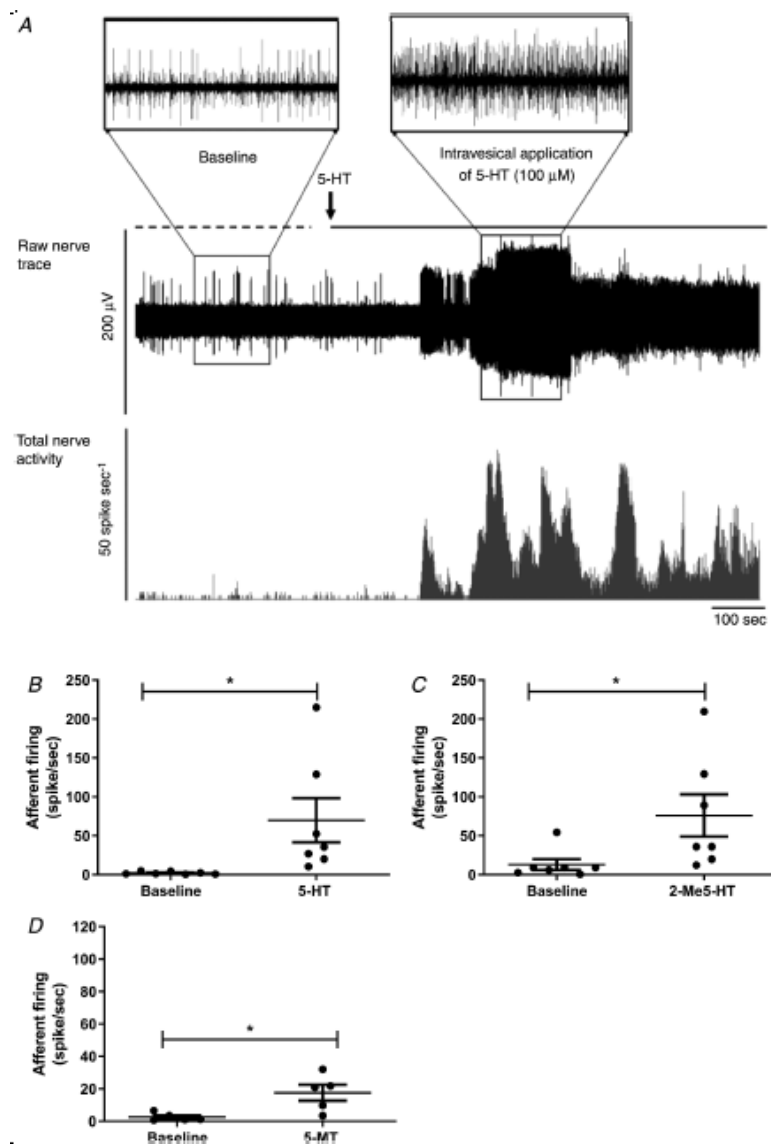 A
Baseline
Intravesical application
of 5-HT (100 µM)
5-HT
Raw nerve
trace
200 µV
Total nerve
activity
50 spike sec⁻¹
100 sec
B
*
Afferent firing
(spike/sec)
250
200
150
100
50
0
Baseline
5-HT
C
*
Afferent firing
(spike/sec)
250
200
150
100
50
0
Baseline
2-Me5-HT
D
*
Afferent firing
(spike/sec)
120
100
80
60
40
20
0
Baseline
5-MT